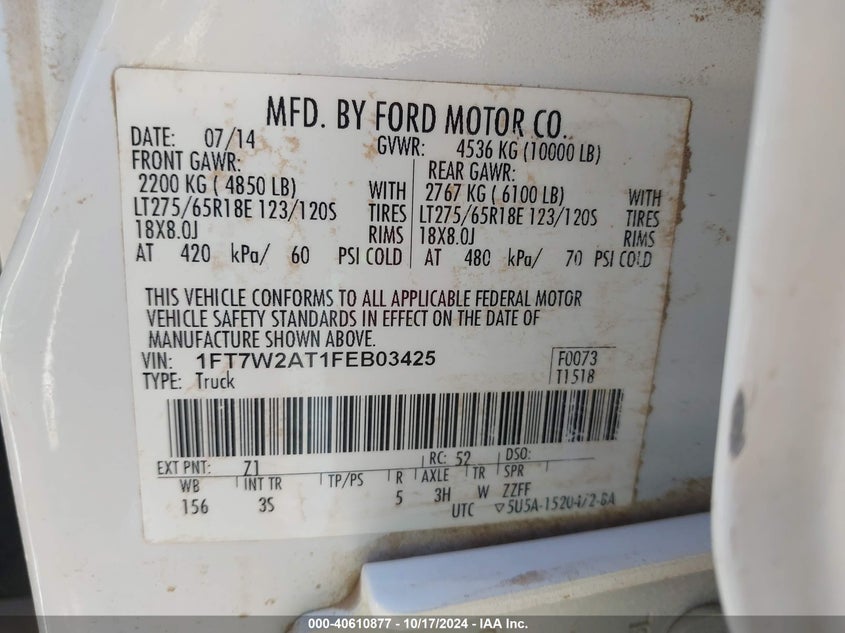 MFD. BY FORD MOTOR CO.
DATE: 07/14 GVWR: 4536 KG (10000 LB)
FRONT GAWR: REAR GAWR:
2200 KG ( 4850 LB) WITH 2767 KG ( 6100 LB) WITH
LT275/65R18E 123/120S TIRES LT275/65R18E 123/120S TIRES
18X8.0J RIMS 18X8.0J RIMS
AT 420 kPa/ 60 PSI COLD AT 480 kPa/ 70 PSI COLD
THIS VEHICLE CONFORMS TO ALL APPLICABLE FEDERAL MOTOR
VEHICLE SAFETY STANDARDS IN EFFECT ON THE DATE OF
MANUFACTURE SHOWN ABOVE.
VIN: 1FT7W2AT1FEB03425 F0073
TYPE: Truck T1518
EXT PNT: Z1 RC: 52 DSO:
WB INT TR TP/PS R AXLE TR SPR
156 3S 5 3H W ZZFF
UTC ▽5U5A-1520472-BA
000-40610877 - 10/17/2024 - IAA Inc.